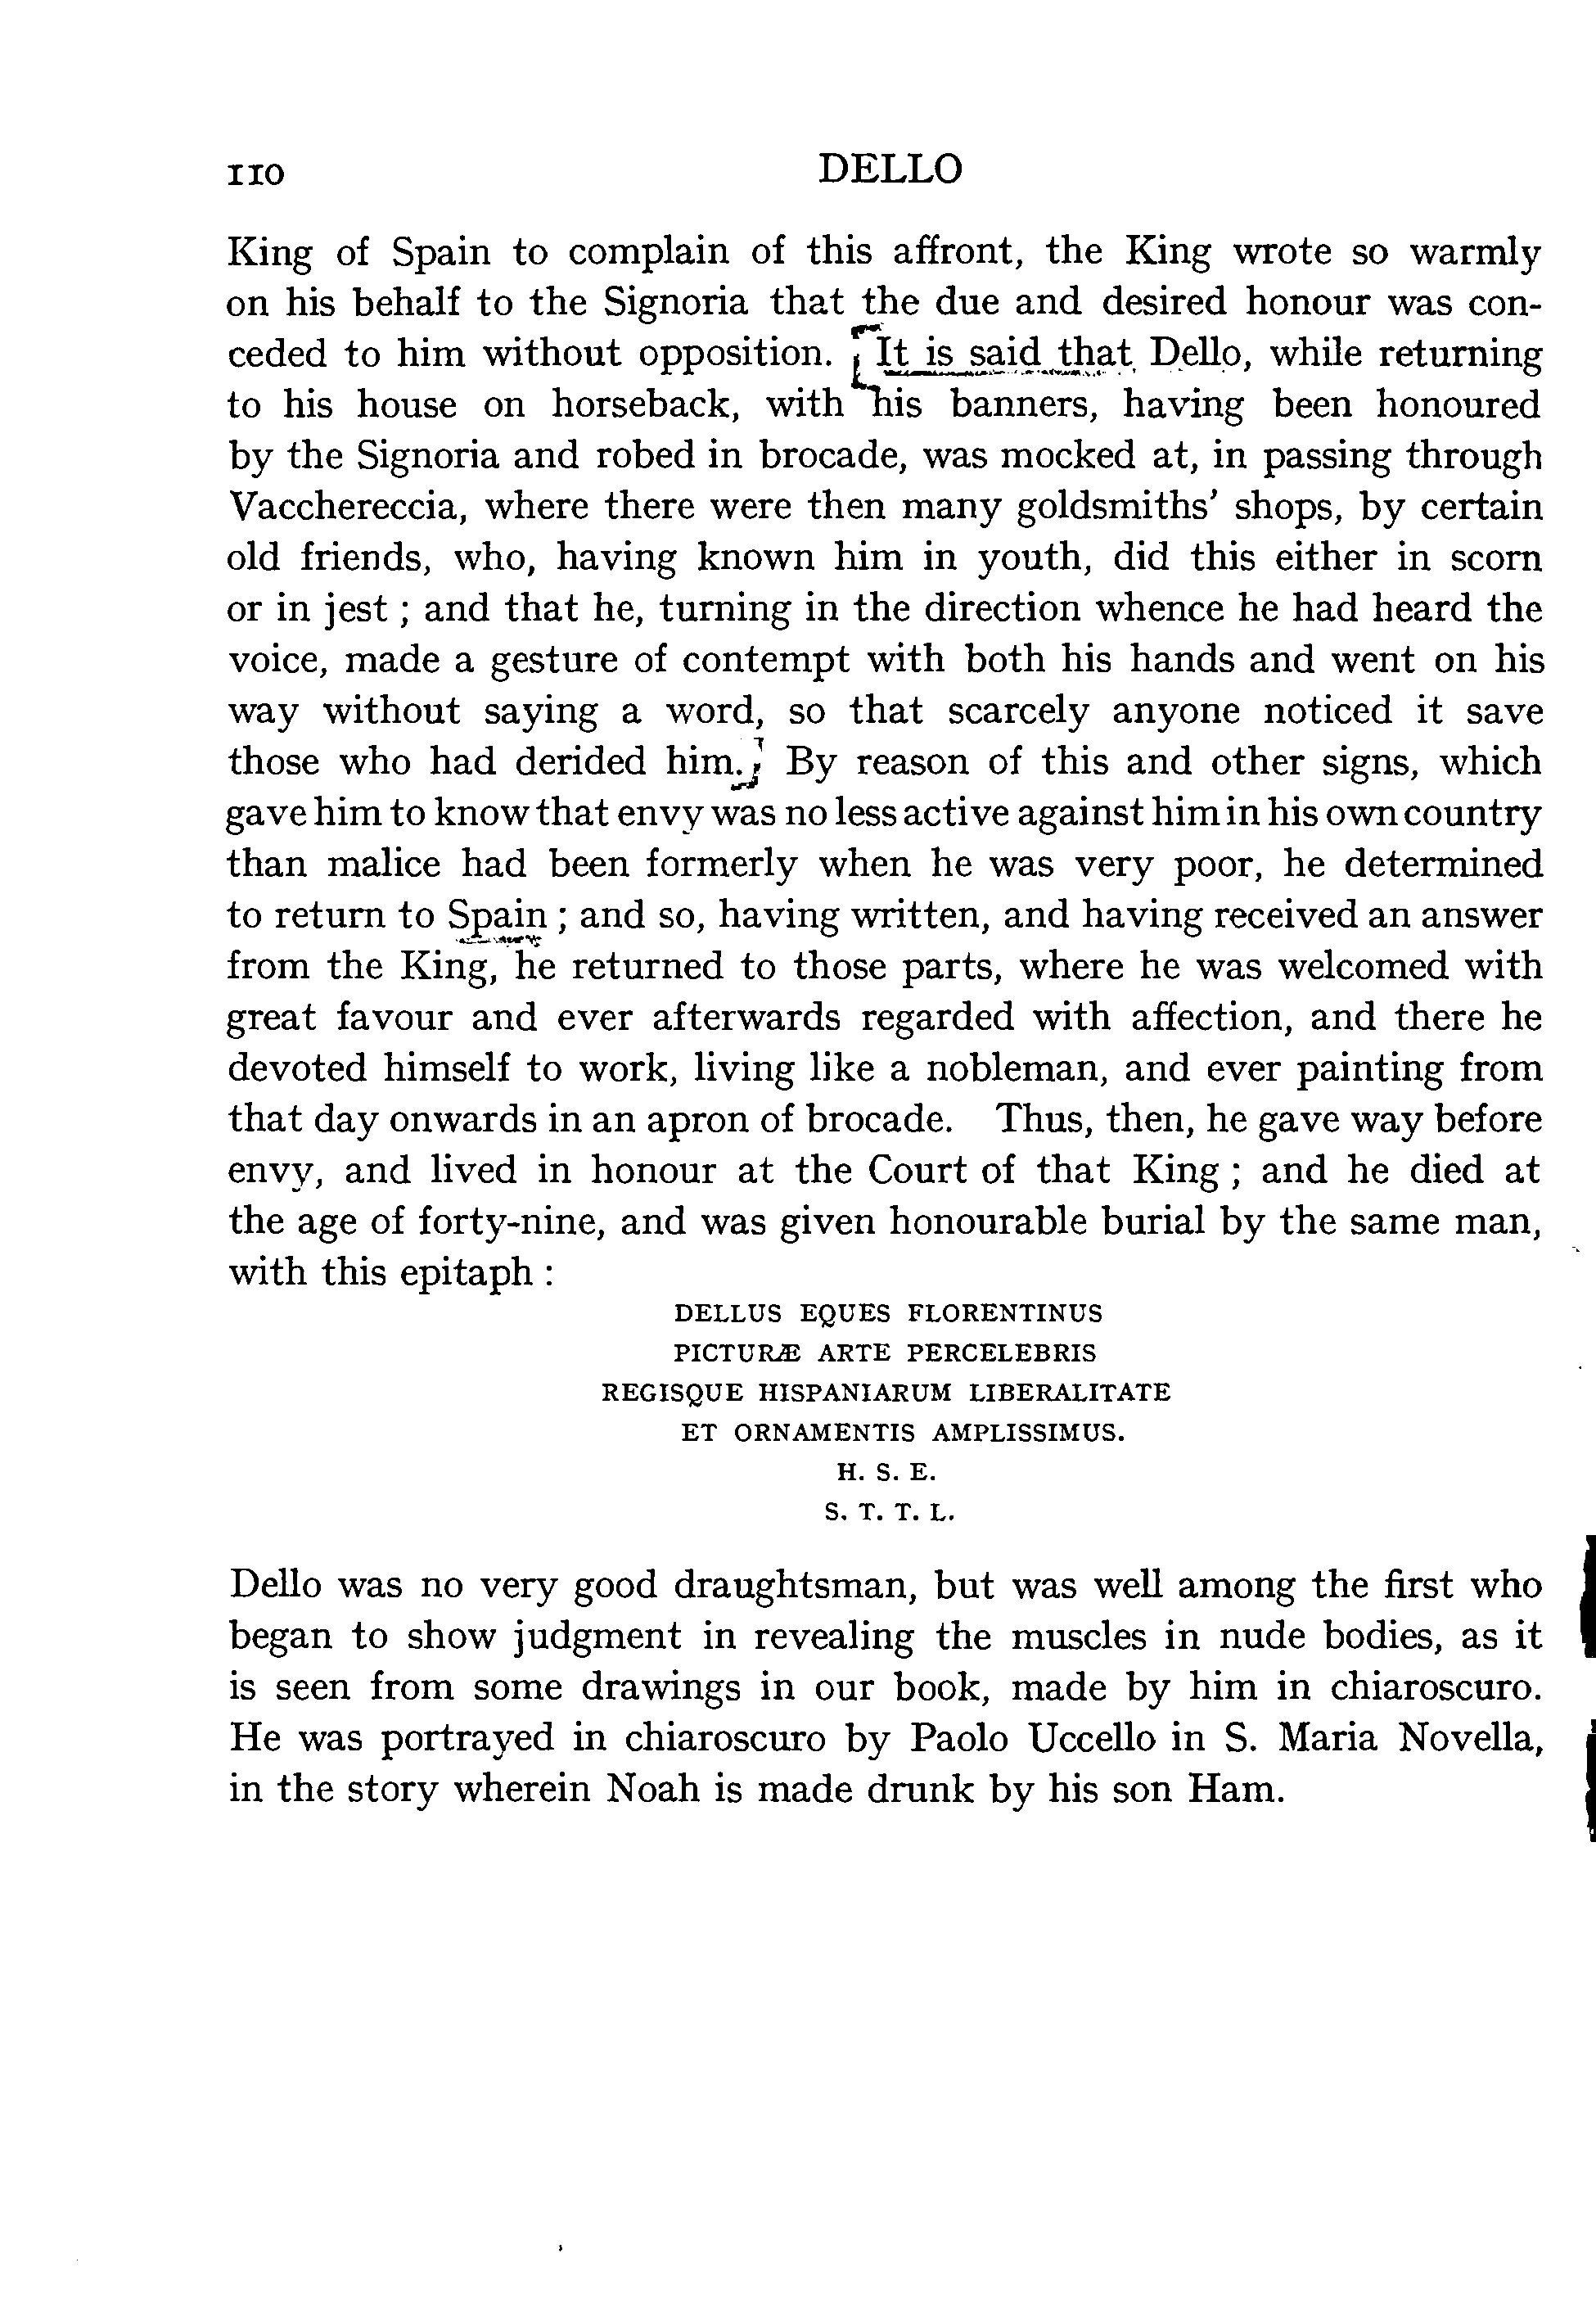 110 DELLO
King of Spain to complain of this affront, the King wrote so warmly
on his behalf to the Signoria that the due and desired honour was con-
ceded to him without opposition. [It is said that Dello, while returning
to his house on horseback, with his banners, having been honoured
by the Signoria and robed in brocade, was mocked at, in passing through
Vacchereccia, where there were then many goldsmiths' shops, by certain
old friends, who, having known him in youth, did this either in scorn
or in jest ; and that he, turning in the direction whence he had heard the
voice, made a gesture of contempt with both his hands and went on his
way without saying a word, so that scarcely anyone noticed it save
those who had derided him.] By reason of this and other signs, which
gave him to know that envy was no less active against him in his own country
than malice had been formerly when he was very poor, he determined
to return to Spain ; and so, having written, and having received an answer
from the King, he returned to those parts, where he was welcomed with
great favour and ever afterwards regarded with affection, and there he
devoted himself to work, living like a nobleman, and ever painting from
that day onwards in an apron of brocade. Thus, then, he gave way before
envy, and lived in honour at the Court of that King ; and he died at
the age of forty-nine, and was given honourable burial by the same man,
with this epitaph :
DELLUS EQUES FLORENTINUS
PICTURÆ ARTE PERCELEBRIS
REGISQUE HISPANIARUM LIBERALITATE
ET ORNAMENTIS AMPLISSIMUS.
H. S. E.
S. T. T. L.
Dello was no very good draughtsman, but was well among the first who
began to show judgment in revealing the muscles in nude bodies, as it
is seen from some drawings in our book, made by him in chiaroscuro.
He was portrayed in chiaroscuro by Paolo Uccello in S. Maria Novella,
in the story wherein Noah is made drunk by his son Ham.